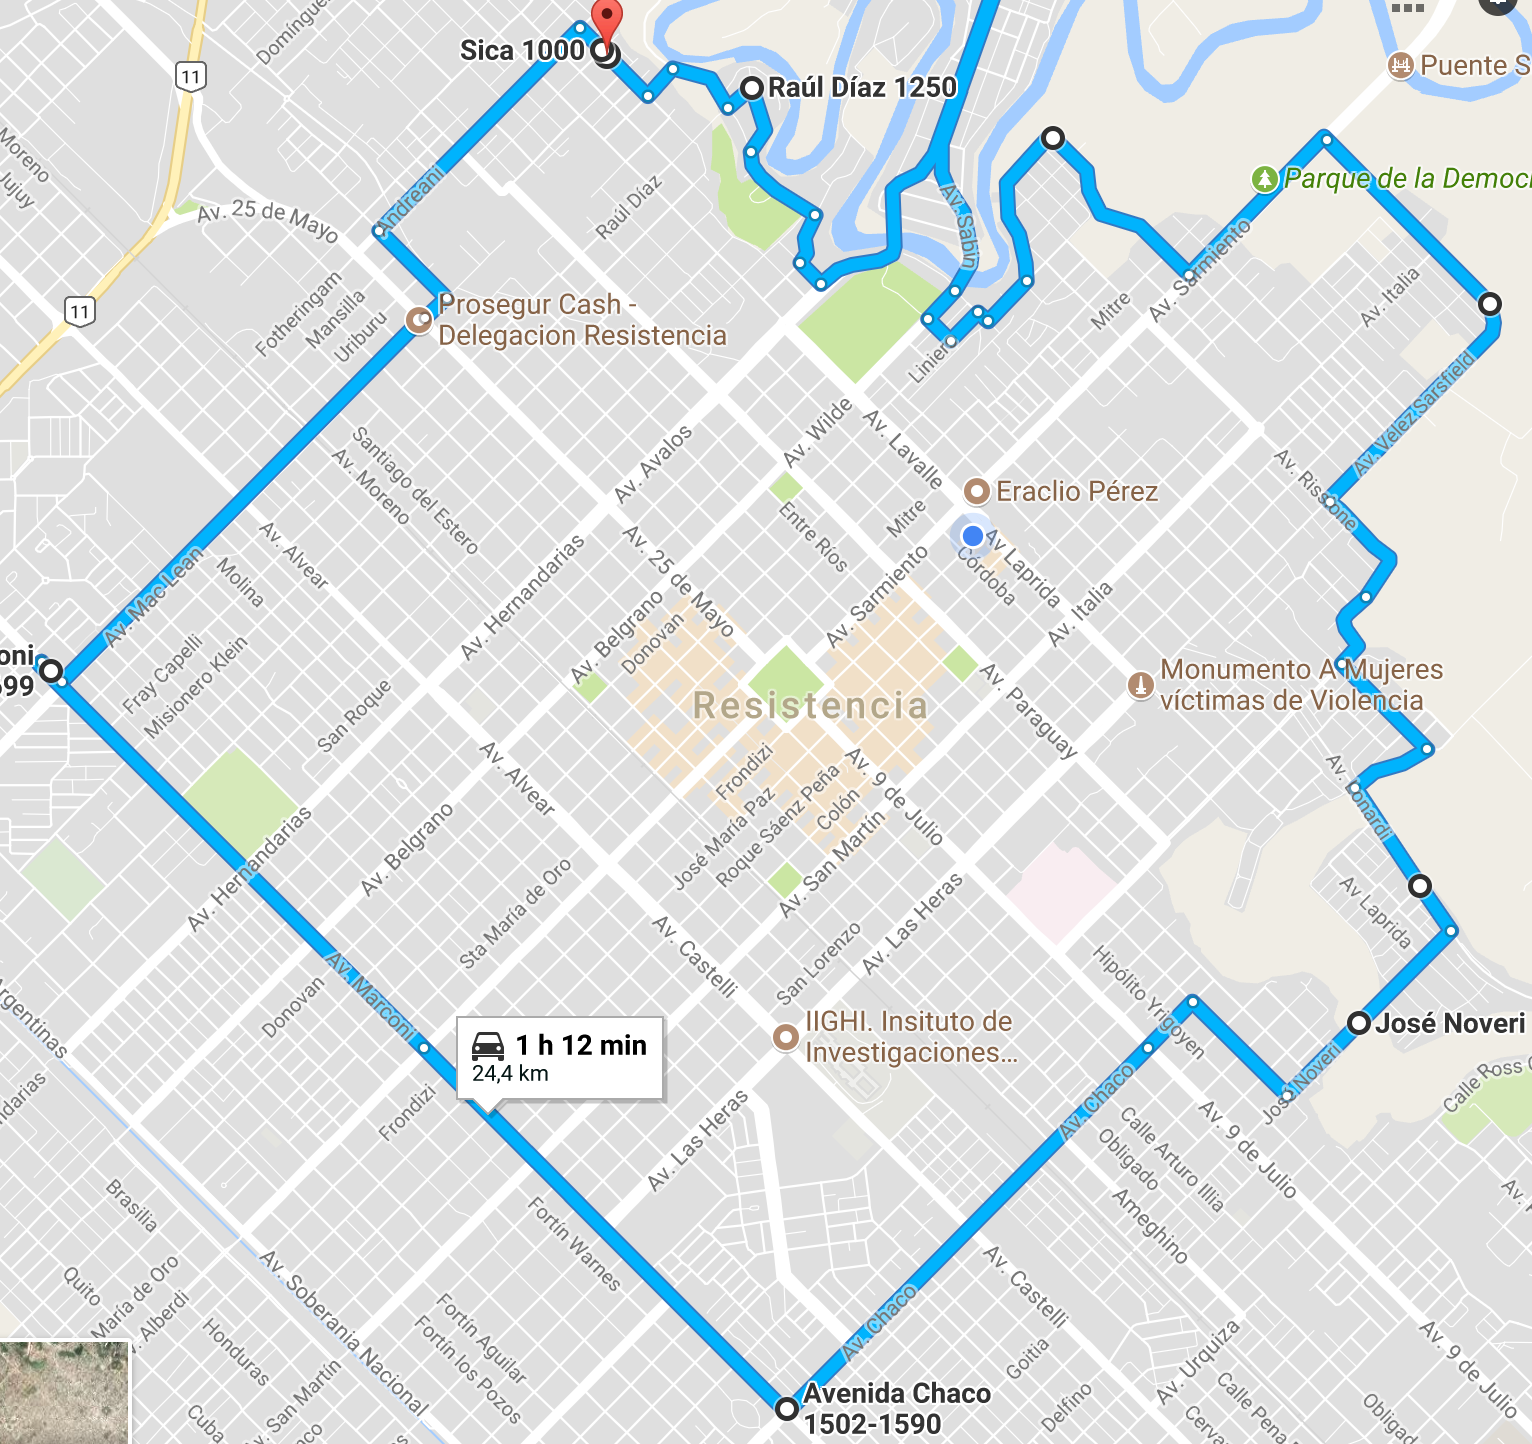 Domíngue
Sica 1000
Raúl Díaz 1250
Puente S
11
Moreno
Jujuy
Av. 25 de Mayo
Andreani
Raúl Díaz
Av. Sabin
Parque de la Democr
Av. Sarmiento
Mitre
Av. Italia
11
Fotheringam
Mansilla
Uriburu
Prosegur Cash -
Delegacion Resistencia
Liniers
Av. Vélez Sarsfield
Av. Wilde
Av. Lavalle
Av. Avalos
Santiago del Estero
Av. Moreno
Av. Rissione
Eraclio Pérez
Mitre
Entre Ríos
Av. Alvear
Av. 25 de Mayo
Av. Hernandarias
Av. Sarmiento
Córdoba
Av Laprida
Av. Italia
Av. Mac Lean
Molina
Av. Belgrano
Donovan
Fray Capelli
Misionero Klein
oni
699
San Roque
Resistencia
Av. Paraguay
Monumento A Mujeres
víctimas de Violencia
Av. Alvear
Frondizi
José María Paz
Roque Sáenz Peña
Colón
Av. 9 de Julio
Av. San Martín
Av. Bonardi
Av. Hernandarias
Av. Belgrano
Sta María de Oro
Av. Castelli
San Lorenzo
Av. Las Heras
Av Laprida
Av. Marconi
Donovan
Argentinas
Hipólito Yrigoyen
José Noveri
1 h 12 min
24,4 km
IIGHI. Insituto de
Investigaciones...
José Noveri
Calle Ross
Av. Chaco
Frondizi
ndarias
Av. Las Heras
Calle Arturo Illia
Obligado
Av. 9 de Julio
Ameghino
Brasilia
Fortín Warnes
Av. Castelli
Av. Chaco
Quito
María de Oro
Alberdi
Av. Soberania Nacional
Fortín Aguilar
Fortín los Pozos
Honduras
Av. San Martín
Cuba
Avenida Chaco
1502-1590
Goitia
Delfino
Av. Urquiza
Calle Pena
Cerva
Obligad
Av. 9 de Julio